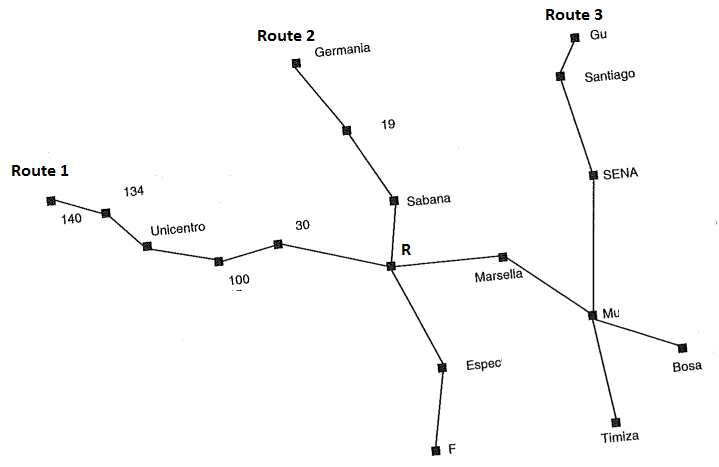 Route 3
Gu
Route 2
Germania
Santiago
19
Route 1
SENA
134
Sabana
140
Unicentro
30
R
Marsella
100
Mu
Espec
Bosa
Timiza
F